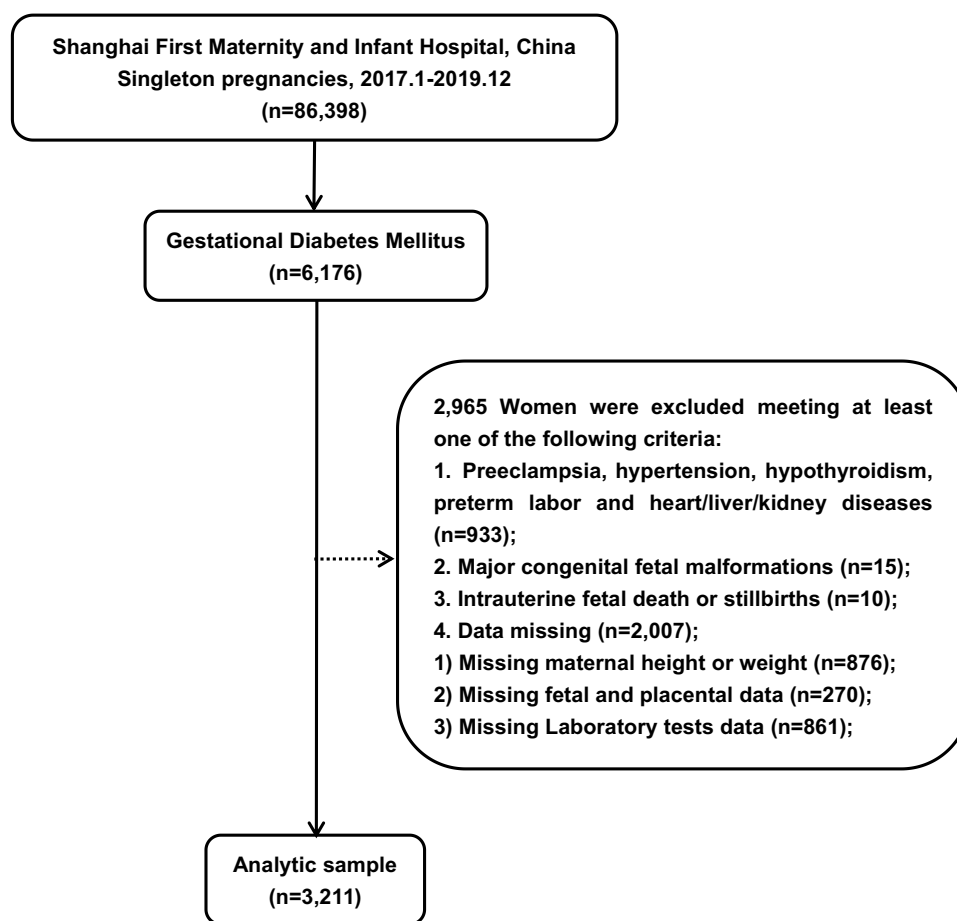 Shanghai First Maternity and Infant Hospital, China
Singleton pregnancies, 2017.1-2019.12
(n=86,398)
Gestational Diabetes Mellitus
(n=6,176)
2,965 Women were excluded meeting at least
one of the following criteria:
1. Preeclampsia, hypertension, hypothyroidism,
preterm labor and heart/liver/kidney diseases
(n=933);
2. Major congenital fetal malformations (n=15);
3. Intrauterine fetal death or stillbirths (n=10);
4. Data missing (n=2,007);
1) Missing maternal height or weight (n=876);
2) Missing fetal and placental data (n=270);
3) Missing Laboratory tests data (n=861);
Analytic sample
(n=3,211)